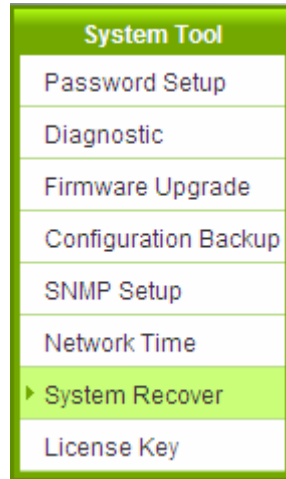 System Tool
Password Setup
Diagnostic
Firmware Upgrade
Configuration Backup
SNMP Setup
Network Time
System Recover
License Key